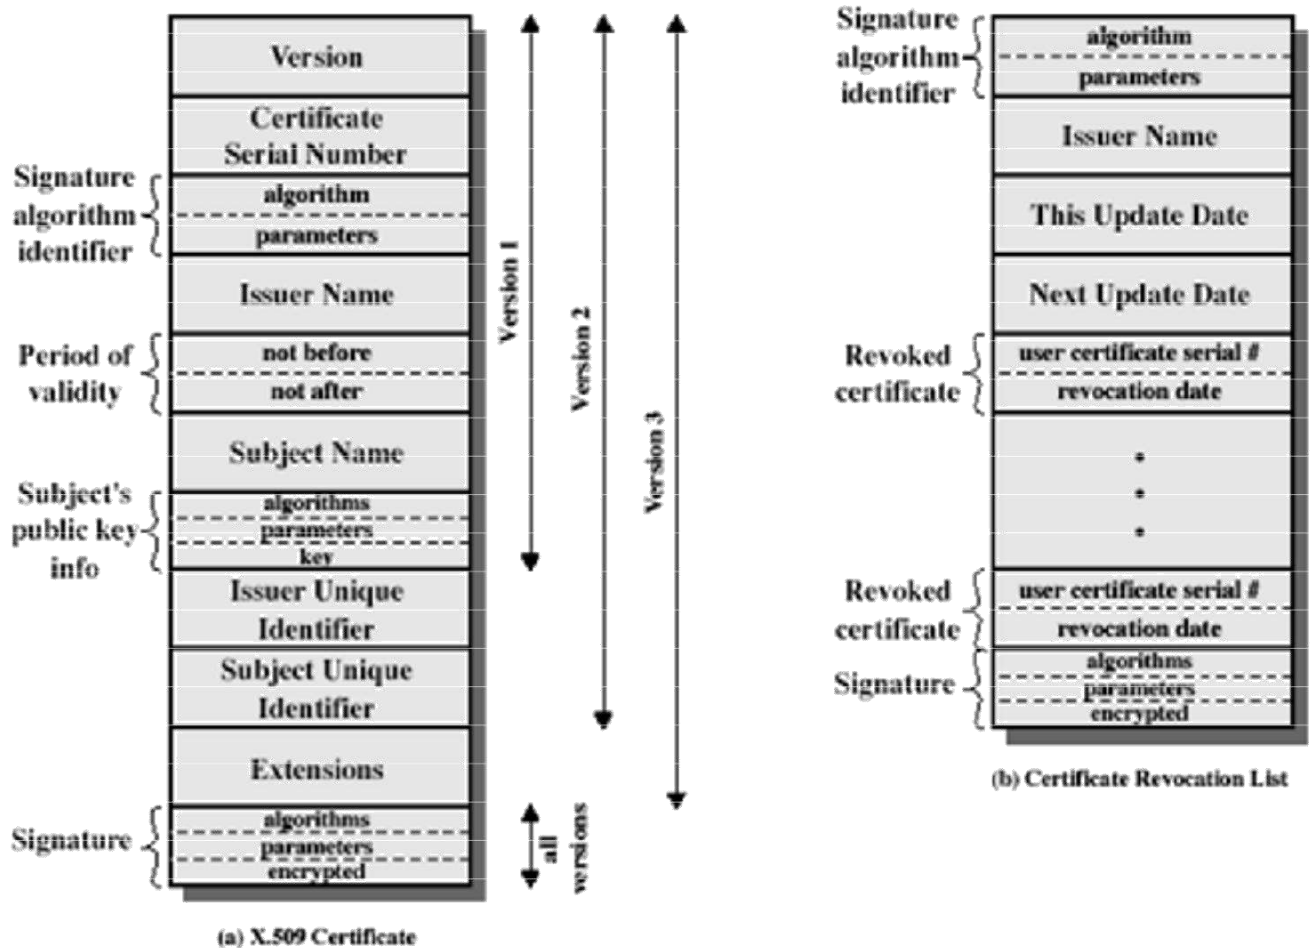 Version
Certificate
Serial Number
Signature
algorithm
identifier
algorithm
parameters
Issuer Name
Period of
validity
not before
not after
Subject Name
Subject's
public key
info
algorithms
parameters
key
Issuer Unique
Identifier
Subject Unique
Identifier
Extensions
Signature
algorithms
parameters
encrypted
Version 1
Version 2
Version 3
all
versions
(a) X.509 Certificate
Signature
algorithm
identifier
algorithm
parameters
Issuer Name
This Update Date
Next Update Date
Revoked
certificate
user certificate serial #
revocation date
Revoked
certificate
user certificate serial #
revocation date
Signature
algorithms
parameters
encrypted
(b) Certificate Revocation List